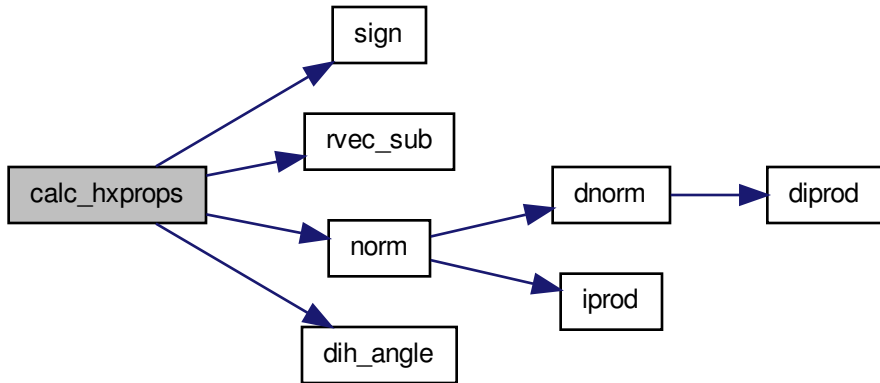 sign
rvec_sub
calc_hxprops
dnorm
diprod
norm
iprod
dih_angle